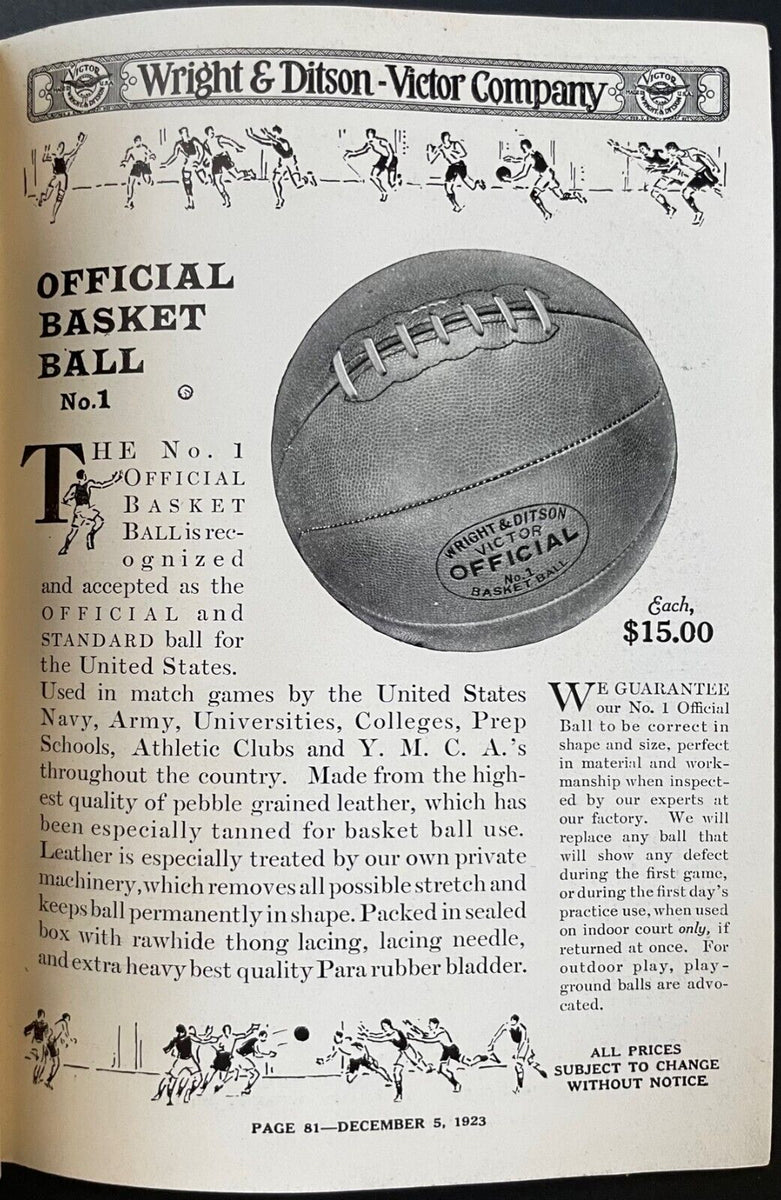 Wright & Ditson-Victor Company
VICTOR
WRIGHT & DITSON
VICTOR
WRIGHT & DITSON
OFFICIAL
BASKET
BALL
No.1
THE No. 1
OFFICIAL
BASKET
BALL is rec-
ognized
and accepted as the
OFFICIAL and
STANDARD ball for
the United States.
Used in match games by the United States
Navy, Army, Universities, Colleges, Prep
Schools, Athletic Clubs and Y. M. C. A.'s
throughout the country. Made from the high-
est quality of pebble grained leather, which has
been especially tanned for basket ball use.
Leather is especially treated by our own private
machinery, which removes all possible stretch and
keeps ball permanently in shape. Packed in sealed
box with rawhide thong lacing, lacing needle,
and extra heavy best quality Para rubber bladder.
WRIGHT & DITSON
VICTOR
OFFICIAL
No. 1
BASKET BALL
Each,
$15.00
WE GUARANTEE
our No. 1 Official
Ball to be correct in
shape and size, perfect
in material and work-
manship when inspect-
ed by our experts at
our factory. We will
replace any ball that
will show any defect
during the first game,
or during the first day's
practice use, when used
on indoor court only, if
returned at once. For
outdoor play, play-
ground balls are advo-
cated.
ALL PRICES
SUBJECT TO CHANGE
WITHOUT NOTICE
PAGE 81—DECEMBER 5, 1923